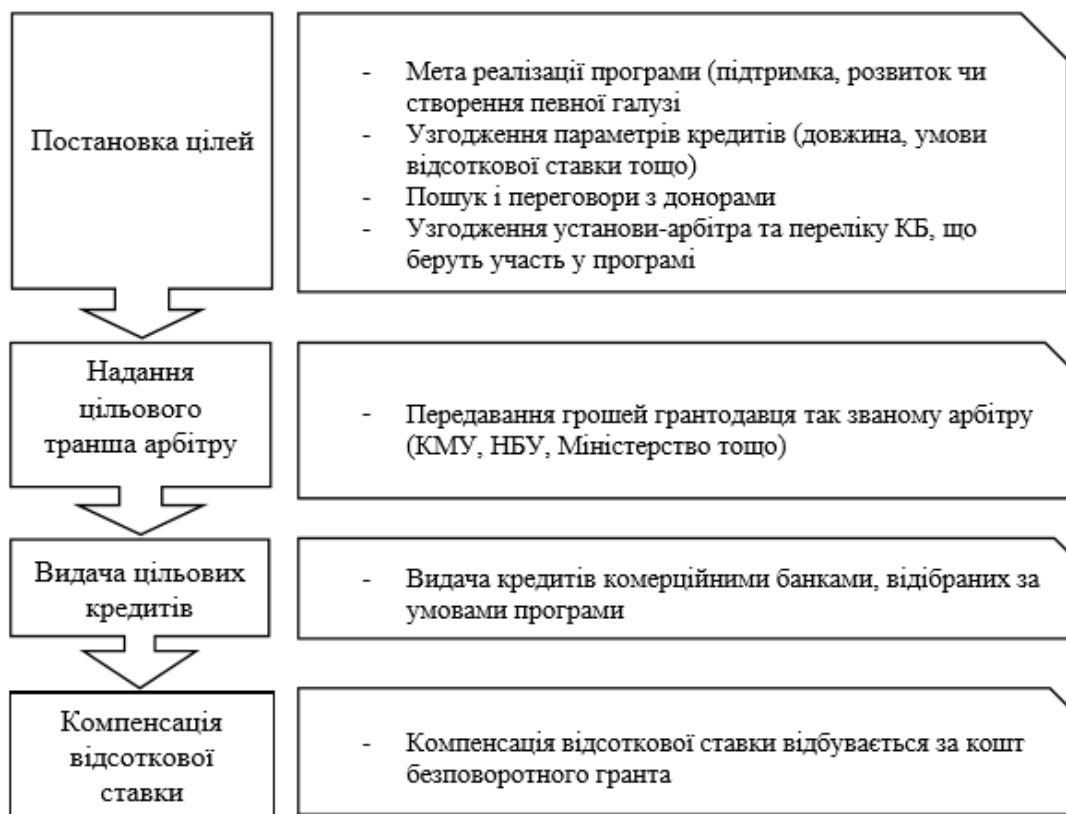 Постановка цілей
- Мета реалізації програми (підтримка, розвиток чи
створення певної галузі
- Узгодження параметрів кредитів (довжина, умови
відсоткової ставки тощо)
- Пошук і переговори з донорами
- Узгодження установи-арбітра та переліку КБ, що
беруть участь у програмі
Надання
цільового
транша арбітру
- Передавання грошей грантодавця так званому арбітру
(КМУ, НБУ, Міністерство тощо)
Видача цільових
кредитів
- Видача кредитів комерційними банками, відібраних за
умовами програми
Компенсація
відсоткової
ставки
- Компенсація відсоткової ставки відбувається за кошт
безповоротного гранта